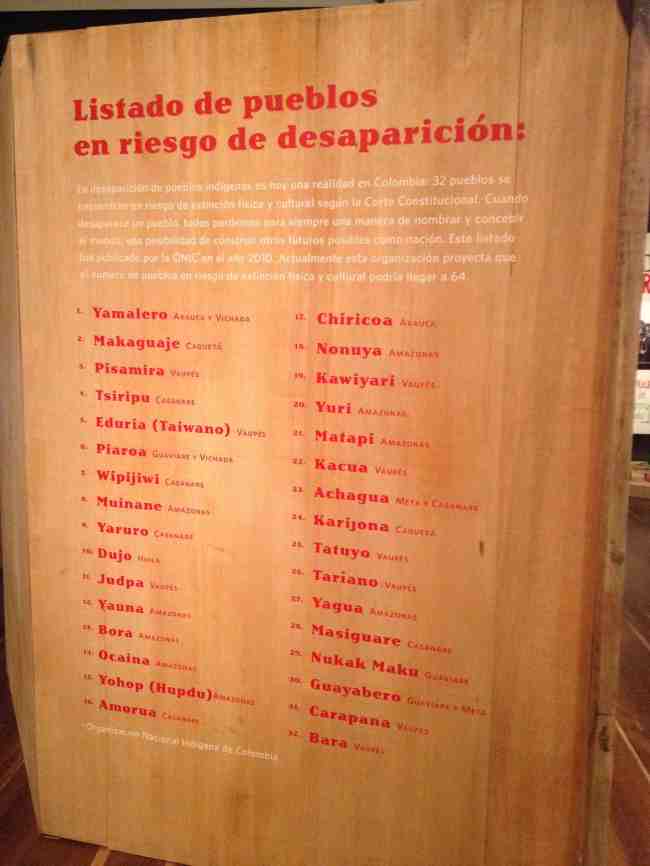 Listado de pueblos
en riesgo de desaparición:
La desaparición de pueblos indígenas es hoy una realidad en Colombia: 32 pueblos se
encuentran en riesgo de extinción física y cultural según la Corte Constitucional. Cuando
desaparece un pueblo, todos perdemos para siempre una manera de nombrar y concebir
el mundo, una posibilidad de construir otros futuros posibles como nación. Este listado
fue publicado por la ONIC* en el año 2010. Actualmente esta organización proyecta que
el número de pueblos en riesgo de extinción física y cultural podría llegar a 64.
1. Yamalero Arauca y Vichada
2. Makaguaje Caquetá
3. Pisamira Vaupés
4. Tsiripu Casanare
5. Eduria (Taiwano) Vaupés
6. Piaroa Guaviare y Vichada
7. Wipijiwi Casanare
8. Muinane Amazonas
9. Yaruro Casanare
10. Dujo Huila
11. Judpa Vaupés
12. Yauna Amazonas
13. Bora Amazonas
14. Ocaina Amazonas
15. Yohop (Hupdu) Amazonas
16. Amorua Casanare
17. Chiricoa Arauca
18. Nonuya Amazonas
19. Kawiyari Vaupés
20. Yuri Amazonas
21. Matapi Amazonas
22. Kacua Vaupés
23. Achagua Meta y Casanare
24. Karijona Caquetá
25. Tatuyo Vaupés
26. Tariano Vaupés
27. Yagua Amazonas
28. Masiguare Casanare
29. Nukak Maku Guaviare
30. Guayabero Guaviare y Meta
31. Carapana Vaupés
32. Bara Vaupés
*Organización Nacional Indígena de Colombia